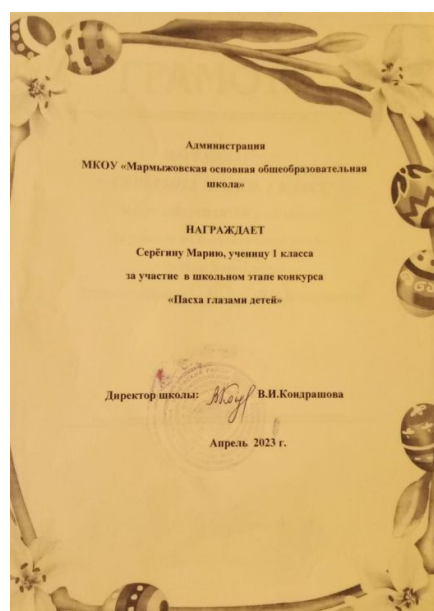 Администрация
МКОУ «Мармыжовская основная общеобразовательная
школа»
НАГРАЖДАЕТ
Серёгину Марию, ученицу 1 класса
за участие в школьном этапе конкурса
«Пасха глазами детей»
Директор школы: В.И.Кондрашова
Апрель 2023 г.